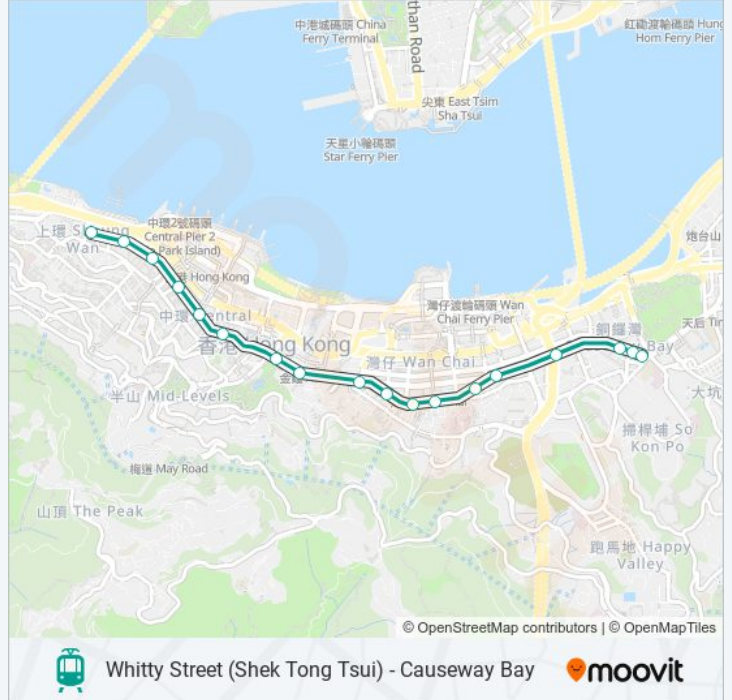 中港城碼頭 China
Ferry Terminal
than Road
紅磡渡輪碼頭 Hung
Hom Ferry Pier
尖東 East Tsim
Sha Tsui
天星小輪碼頭
Star Ferry Pier
上環 Sheung
Wan
中環2號碼頭
Central Pier 2
Park Island)
港 Hong Kong
炮台山
中環 Central
灣仔渡輪碼頭 Wan
Chai Ferry Pier
銅鑼灣
Bay
天后 Tin
香港 Hong Kong
灣仔 Wan Chai
金鐘
半山 Mid-Levels
大坑
掃桿埔 So
Kon Po
梅道 May Road
山頂 The Peak
跑馬地 Happy
Valley
© OpenStreetMap contributors | © OpenMapTiles
Whitty Street (Shek Tong Tsui) - Causeway Bay
moovit